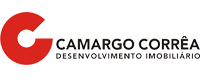 CAMARGO CORRÊA
DESENVOLVIMENTO IMOBILIÁRIO